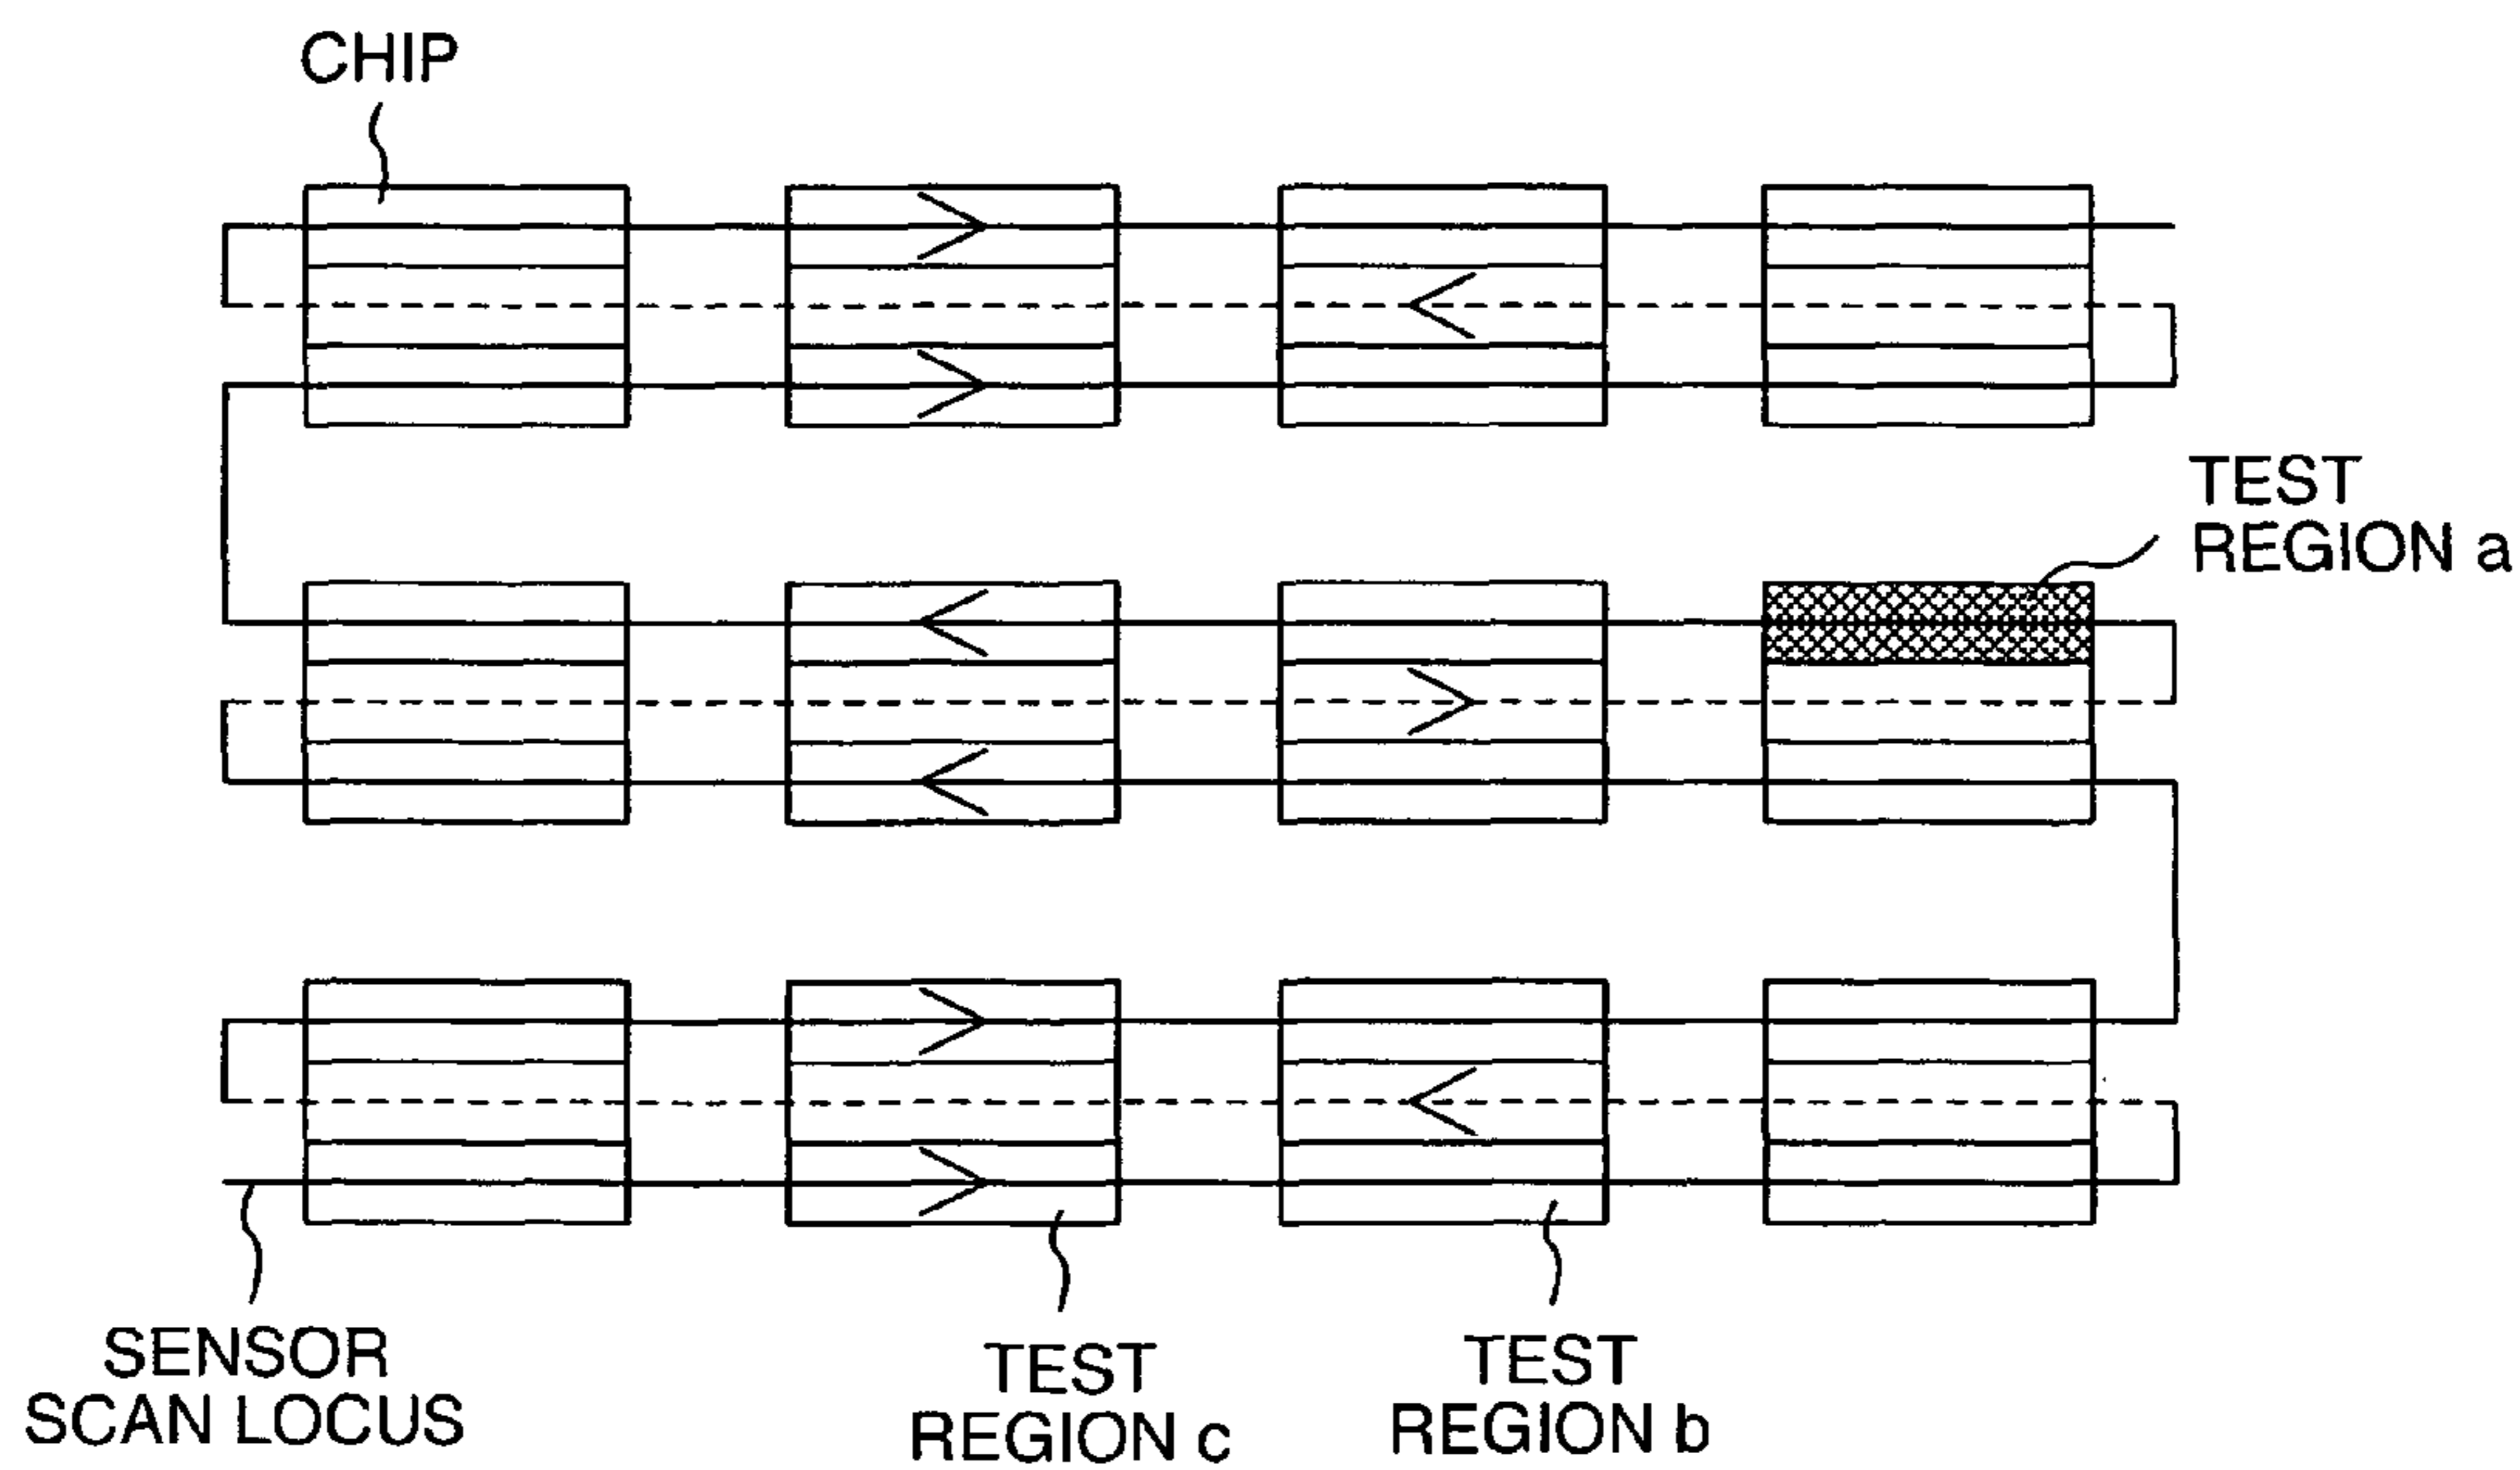 CHIP
TEST
REGION a
SENSOR
SCAN LOCUS
TEST
REGION c
TEST
REGION b